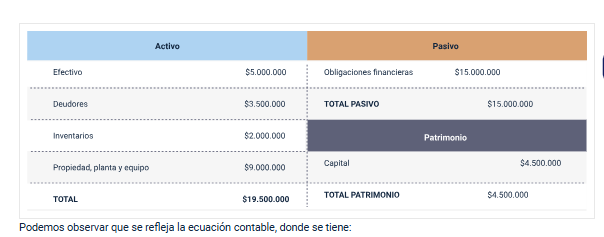 Activo Pasivo
Efectivo $5.000.000 Obligaciones financieras $15.000.000
Deudores $3.500.000 TOTAL PASIVO $15.000.000
Inventarios $2.000.000 Patrimonio
Propiedad, planta y equipo $9.000.000 Capital $4.500.000
TOTAL $19.500.000 TOTAL PATRIMONIO $4.500.000
Podemos observar que se refleja la ecuación contable, donde se tiene: